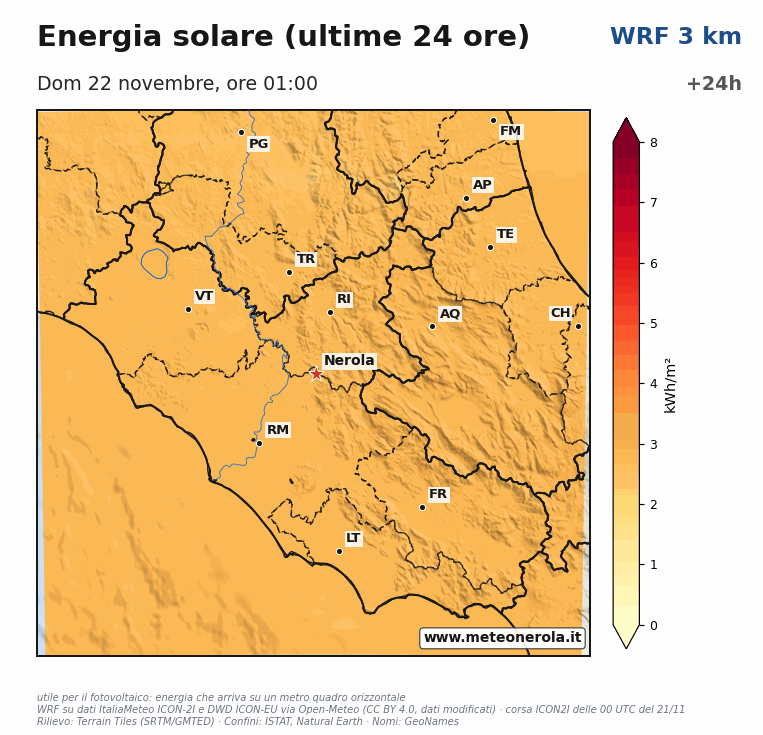 Energia solare (ultime 24 ore)
WRF 3 km
Dom 22 novembre, ore 01:00
+24h
FM
PG
AP
TE
TR
VT
RI
AQ
CH
Nerola
RM
FR
LT
www.meteonerola.it
8
7
6
5
4
3
2
1
0
kWh/m²
utile per il fotovoltaico: energia che arriva su un metro quadro orizzontale
WRF su dati ItaliaMeteo ICON-2I e DWD ICON-EU via Open-Meteo (CC BY 4.0, dati modificati) · corsa ICON2I delle 00 UTC del 21/11
Rilievo: Terrain Tiles (SRTM/GMTED) · Confini: ISTAT, Natural Earth · Nomi: GeoNames